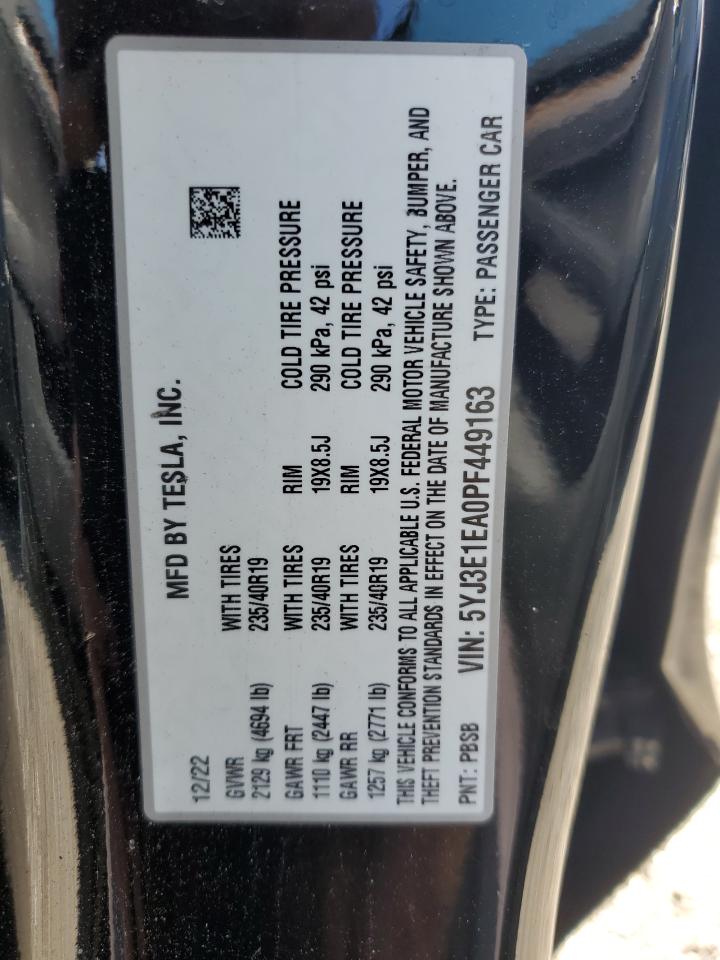 MFD BY TESLA, INC.
12/22
GVWR WITH TIRES
2129 kg (4694 lb) 235/40R19
GAWR FRT WITH TIRES RIM COLD TIRE PRESSURE
1110 kg (2447 lb) 235/40R19 19X8.5J 290 kPa, 42 psi
GAWR RR WITH TIRES RIM COLD TIRE PRESSURE
1257 kg (2771 lb) 235/40R19 19X8.5J 290 kPa, 42 psi
THIS VEHICLE CONFORMS TO ALL APPLICABLE U.S. FEDERAL MOTOR VEHICLE SAFETY, BUMPER, AND
THEFT PREVENTION STANDARDS IN EFFECT ON THE DATE OF MANUFACTURE SHOWN ABOVE.
PNT: PBSB VIN: 5YJ3E1EA0PF449163 TYPE: PASSENGER CAR